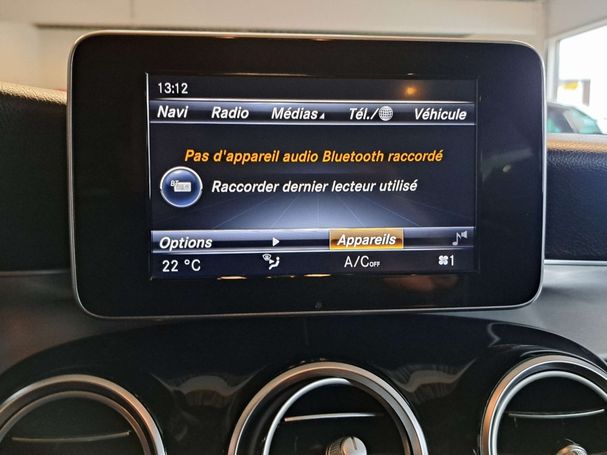 13:12
Navi Radio Médias Tél./ Véhicule
Pas d'appareil audio Bluetooth raccordé
BT
Raccorder dernier lecteur utilisé
Options Appareils
22 °C A/C OFF 1